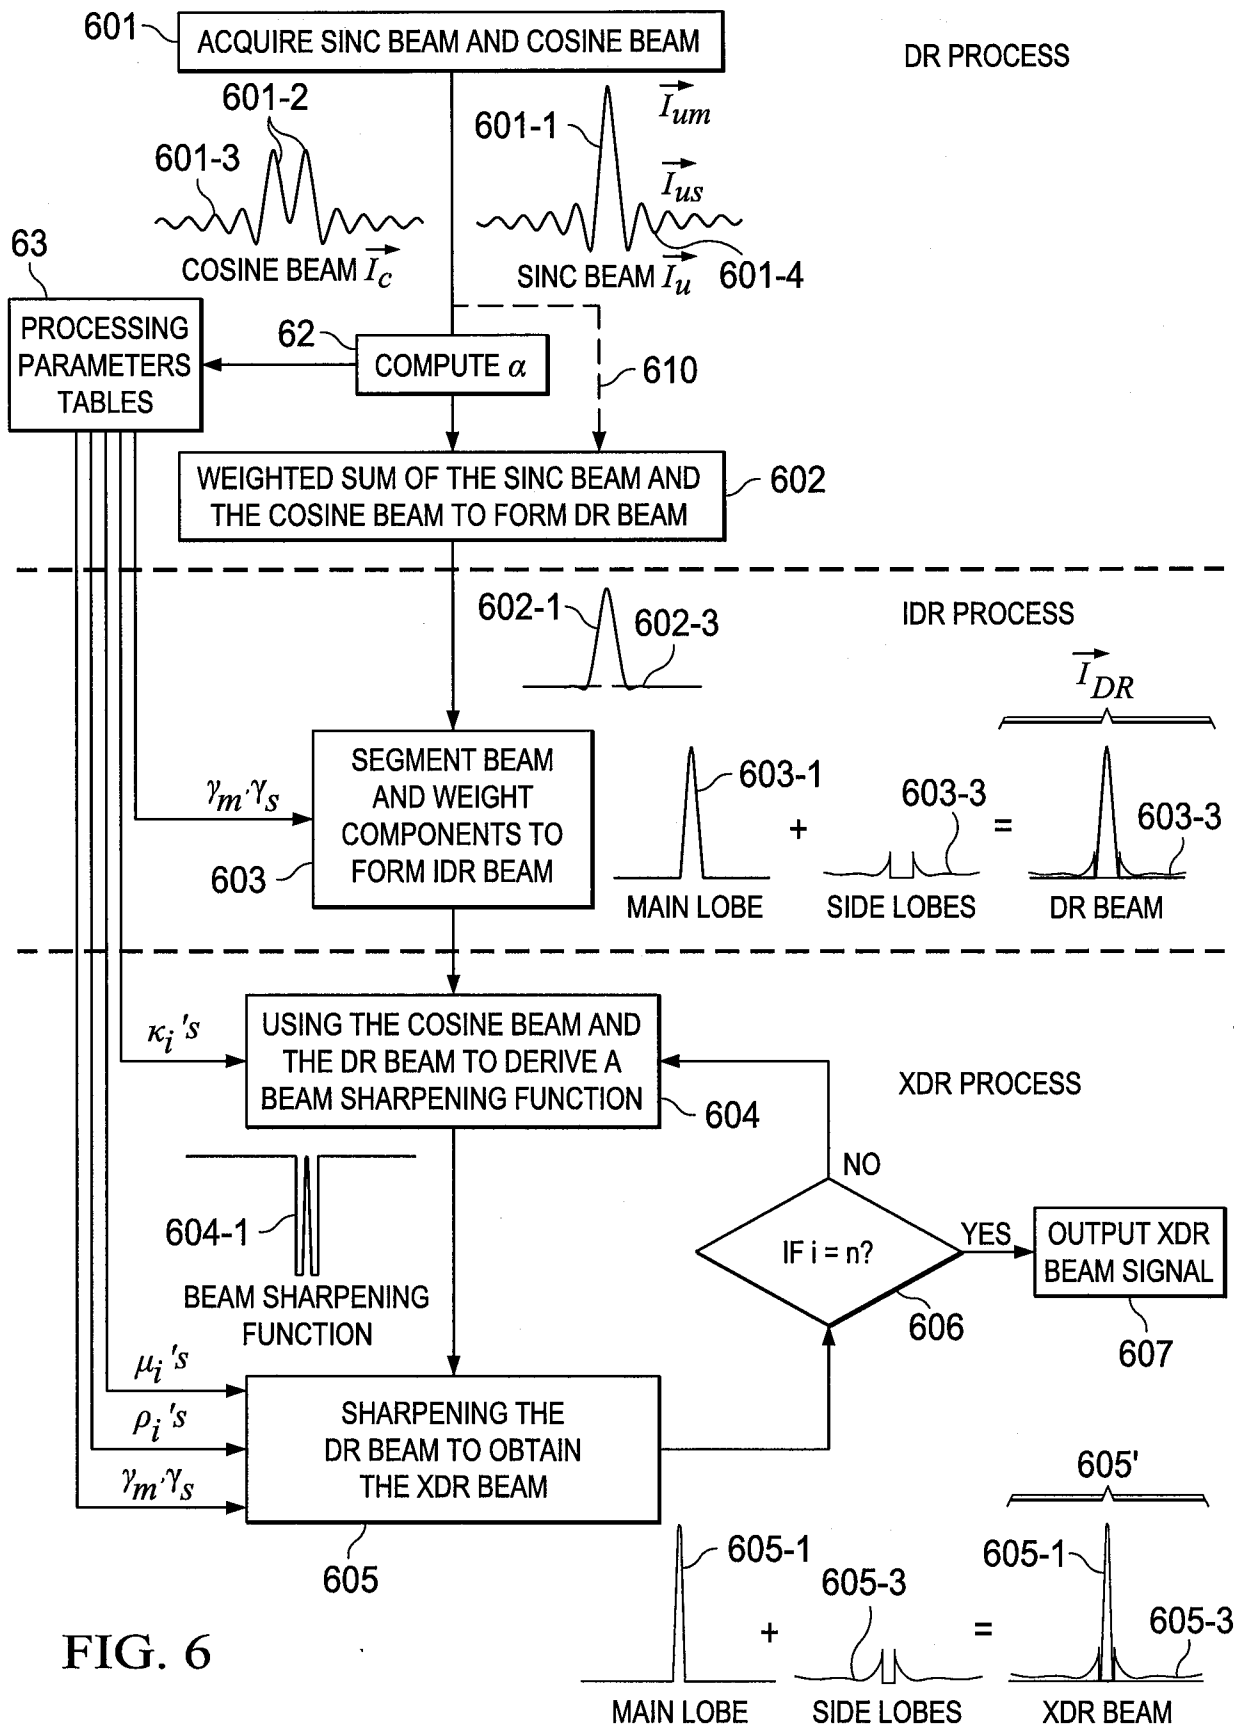 601
ACQUIRE SINC BEAM AND COSINE BEAM
DR PROCESS
601-2
601-1
I_um
601-3
I_us
63
COSINE BEAM I_c
SINC BEAM I_u
601-4
PROCESSING
PARAMETERS
TABLES
62
COMPUTE α
610
WEIGHTED SUM OF THE SINC BEAM AND
THE COSINE BEAM TO FORM DR BEAM
602
602-1
602-3
IDR PROCESS
I_DR
SEGMENT BEAM
AND WEIGHT
COMPONENTS TO
FORM IDR BEAM
γ_m,γ_s
603
603-1
+
603-3
=
603-3
MAIN LOBE
SIDE LOBES
DR BEAM
USING THE COSINE BEAM AND
THE DR BEAM TO DERIVE A
BEAM SHARPENING FUNCTION
κ_i's
604
XDR PROCESS
NO
604-1
BEAM SHARPENING
FUNCTION
IF i = n?
YES
606
OUTPUT XDR
BEAM SIGNAL
607
μ_i's
ρ_i's
γ_m,γ_s
SHARPENING THE
DR BEAM TO OBTAIN
THE XDR BEAM
605
605'
605-1
605-3
605-1
605-3
+
=
MAIN LOBE
SIDE LOBES
XDR BEAM
FIG. 6